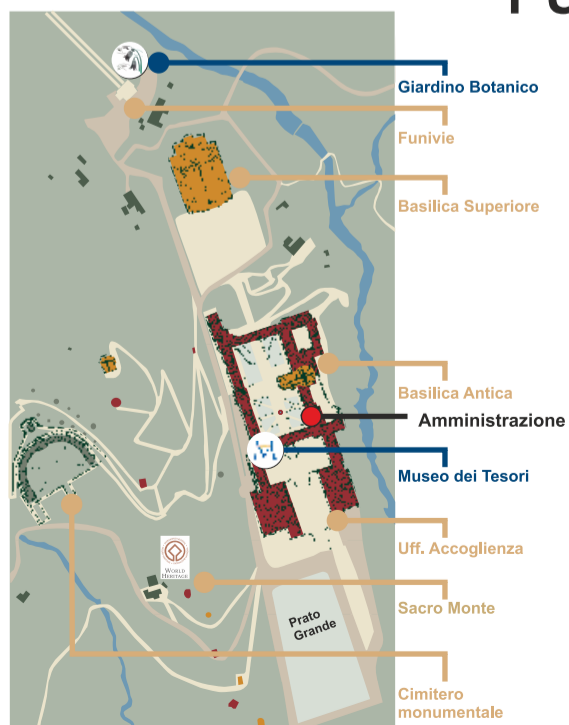 Giardino Botanico
Funivie
Basilica Superiore
Basilica Antica
Amministrazione
Museo dei Tesori
Uff. Accoglienza
WORLD
HERITAGE
Sacro Monte
Prato
Grande
Cimitero
monumentale